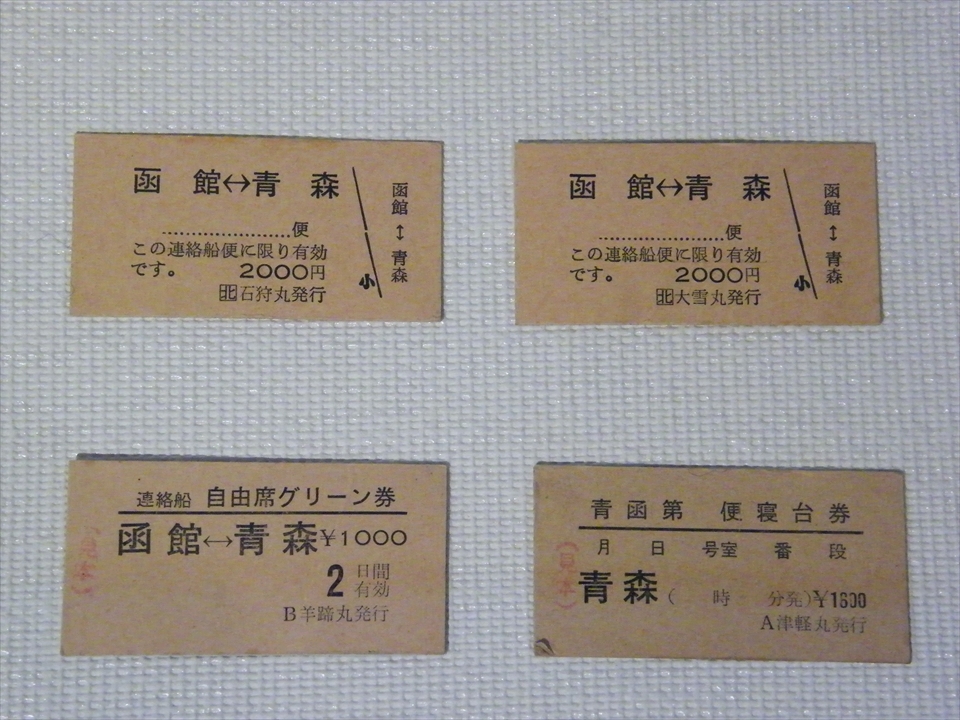 函館↔青森
……………………便
この連絡船便に限り有効
です。 2000円
北石狩丸発行
小
函館↕青森
函館↔青森
……………………便
この連絡船便に限り有効
です。 2000円
北大雪丸発行
小
函館↕青森
連絡船 自由席グリーン券
函館↔青森¥1000
2日間有効
B羊蹄丸発行
青函第 便寝台券
月 日 号室 番 段
青森( 時 分発)¥1600
A津軽丸発行
(見本)